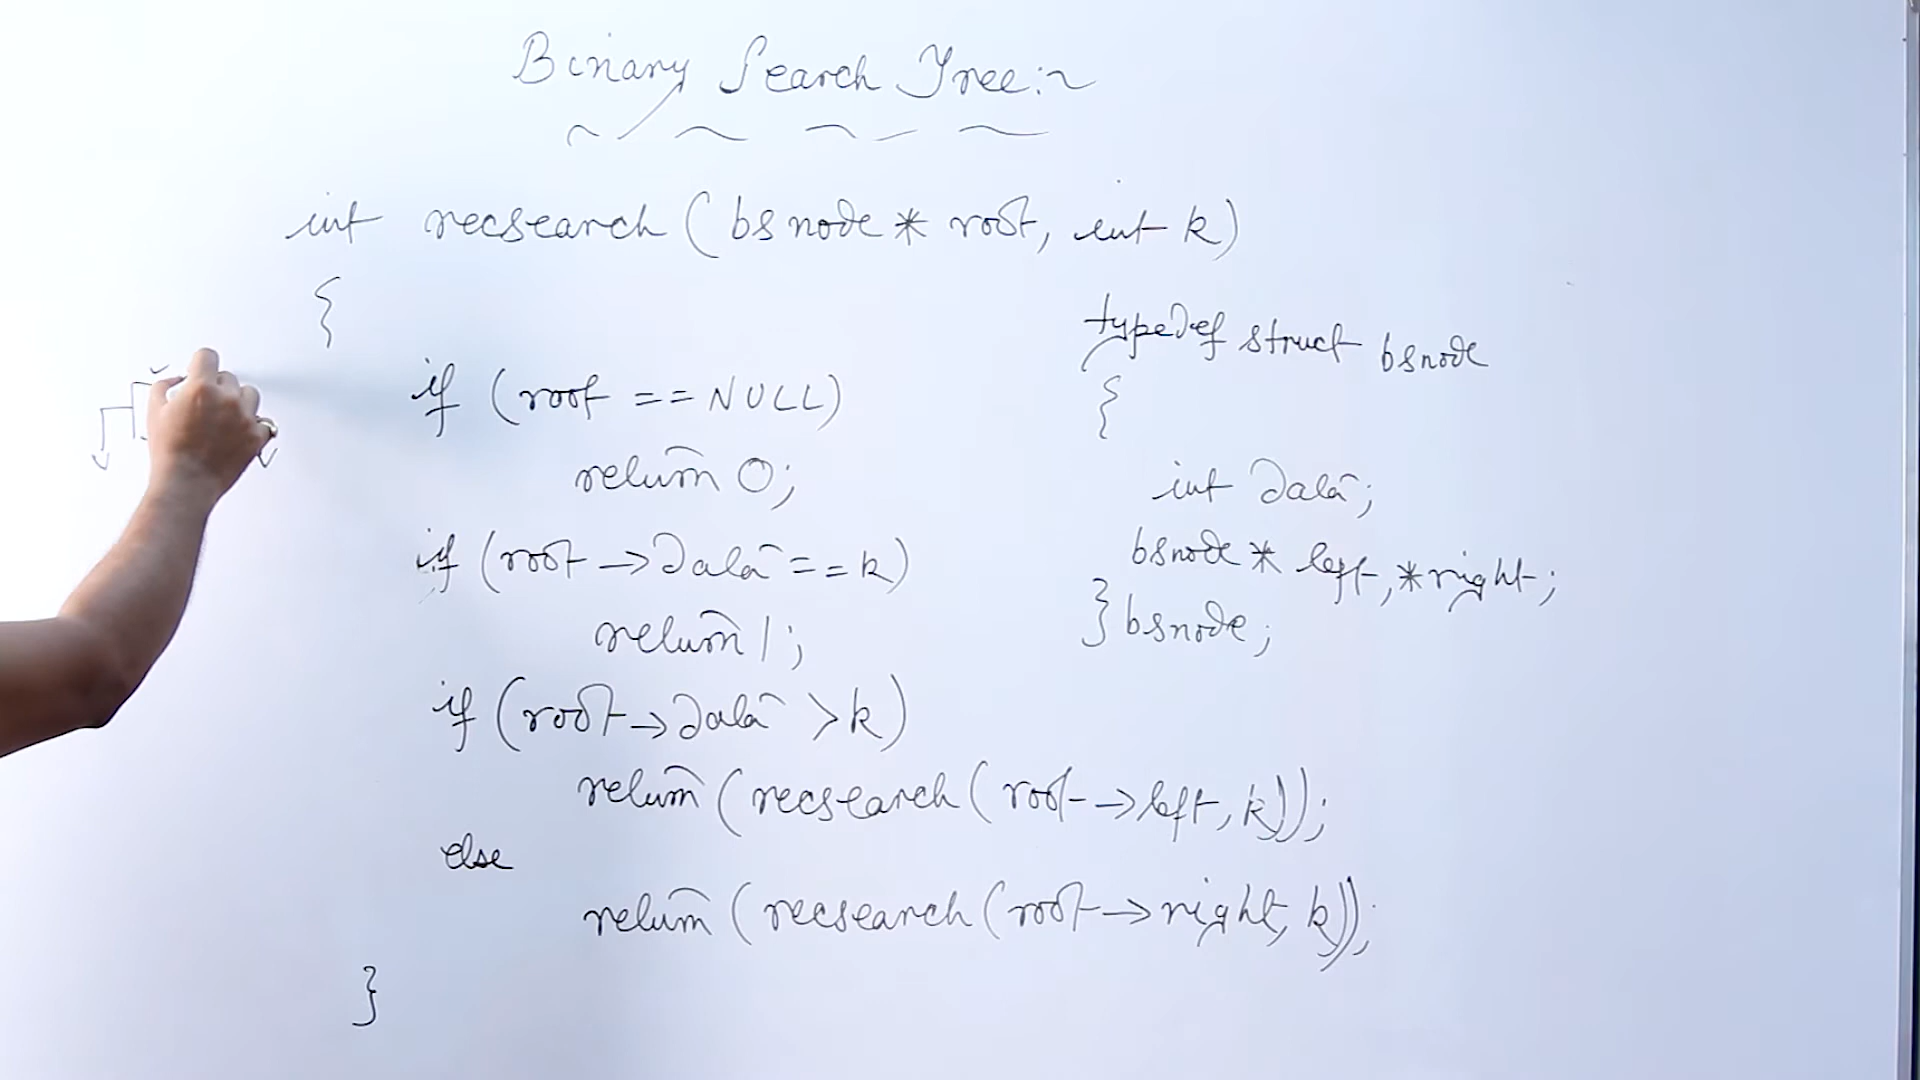 Binary Search Tree:~
int recsearch (bsnode * root, int k)
{
if (root == NULL)
return 0;
if (root → data == k)
return 1;
if (root → data > k)
return (recsearch (root → left, k));
else
return (recsearch (root → right, k));
}
typedef struct bsnode
{
int data;
bsnode * left, * right;
} bsnode;